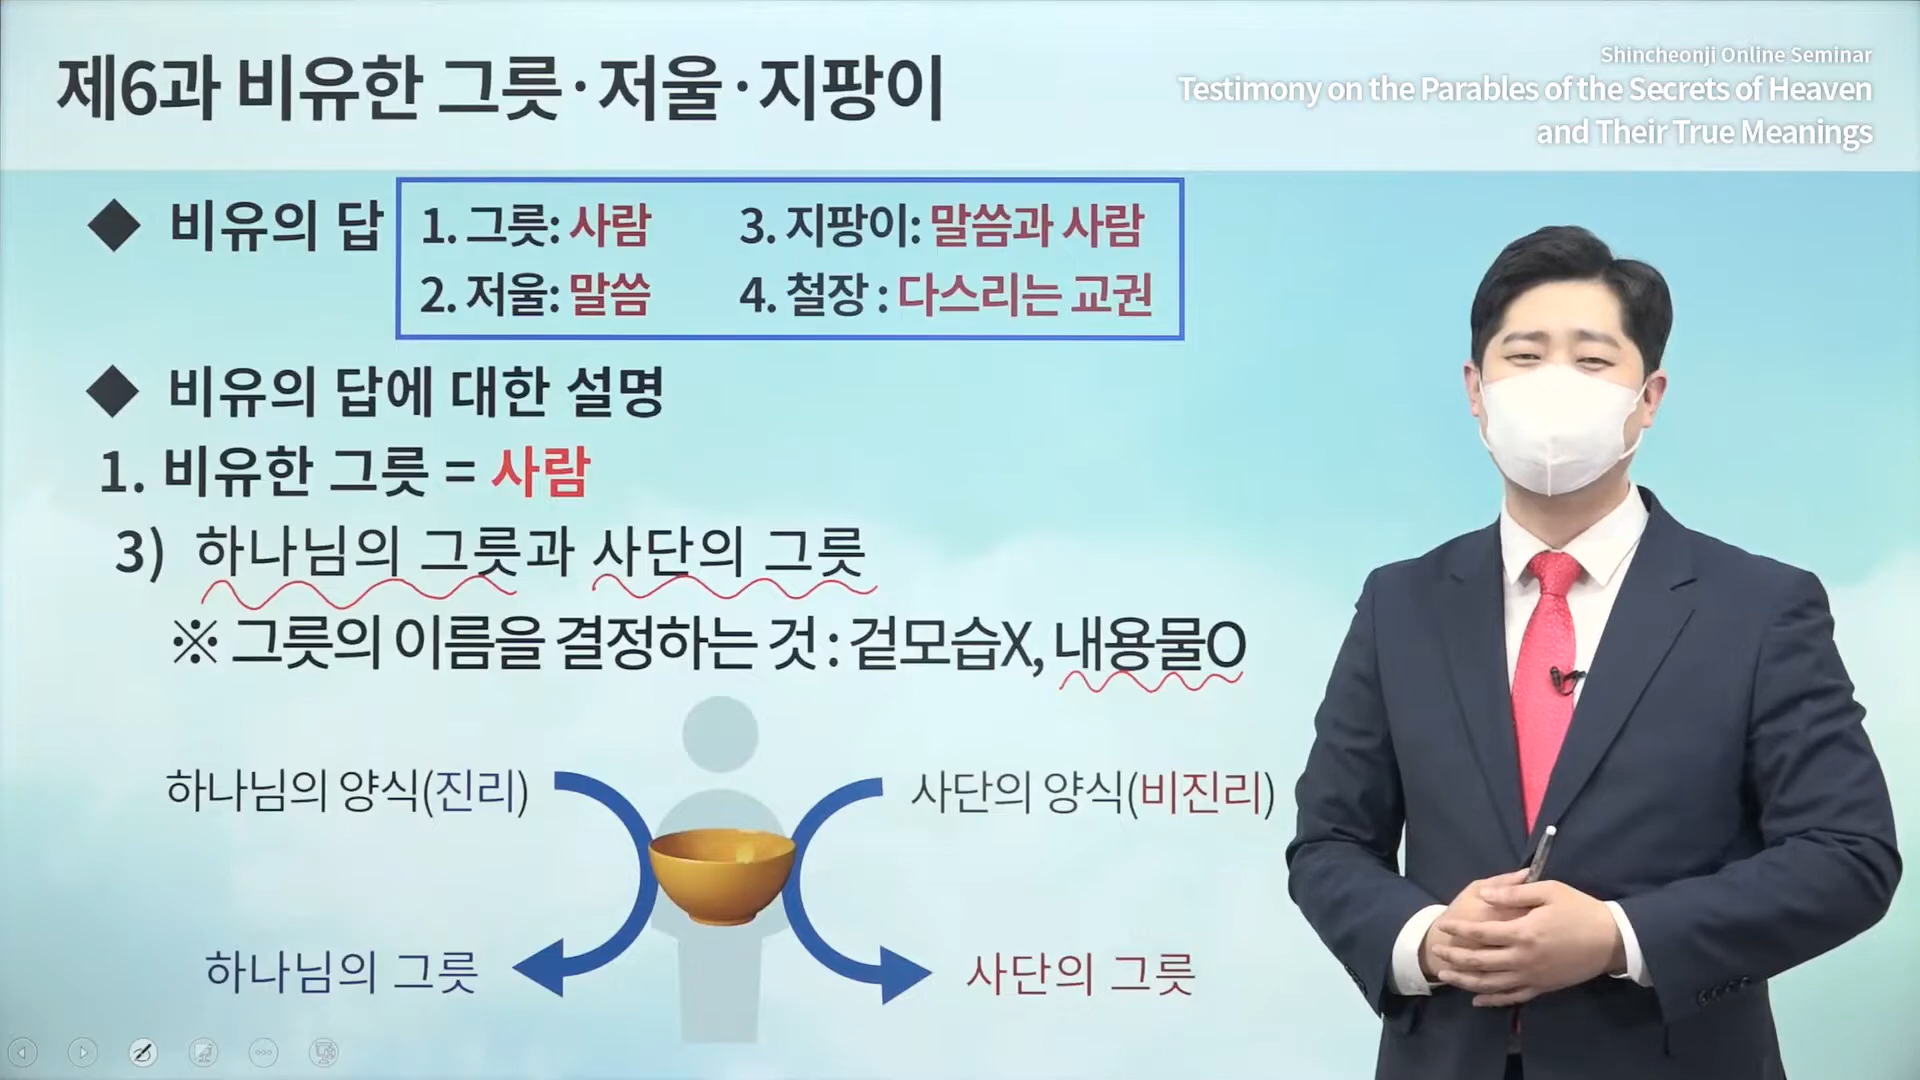 제6과 비유한 그릇·저울·지팡이
Shincheonji Online Seminar
Testimony on the Parables of the Secrets of Heaven
and Their True Meanings
◆ 비유의 답
1. 그릇: 사람
3. 지팡이: 말씀과 사람
2. 저울: 말씀
4. 철장 : 다스리는 교권
◆ 비유의 답에 대한 설명
1. 비유한 그릇 = 사람
3) 하나님의 그릇과 사단의 그릇
※ 그릇의 이름을 결정하는 것 : 겉모습X, 내용물O
하나님의 양식(진리)
사단의 양식(비진리)
하나님의 그릇
사단의 그릇